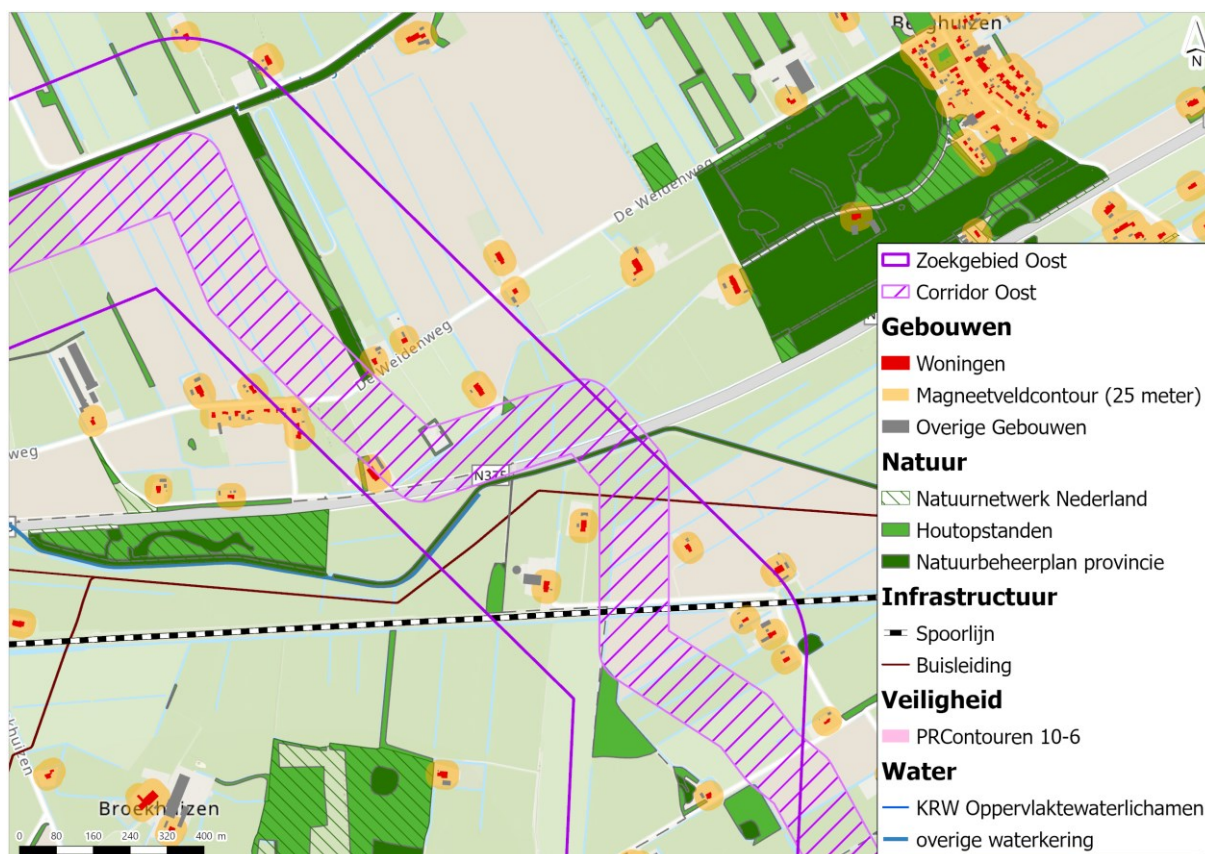 Berghuizen
N
De Weidenweg
Zoekgebied Oost
Corridor Oost
Gebouwen
Woningen
Magneetveldcontour (25 meter)
Overige Gebouwen
De Weidenweg
weg
N375
Natuur
Natuurnetwerk Nederland
Houtopstanden
Natuurbeheerplan provincie
Infrastructuur
Spoorlijn
Buisleiding
Veiligheid
PRContouren 10-6
Water
KRW Oppervlaktewaterlichamen
overige waterkering
khuizen
Broekhuizen
0 80 160 240 320 400 m